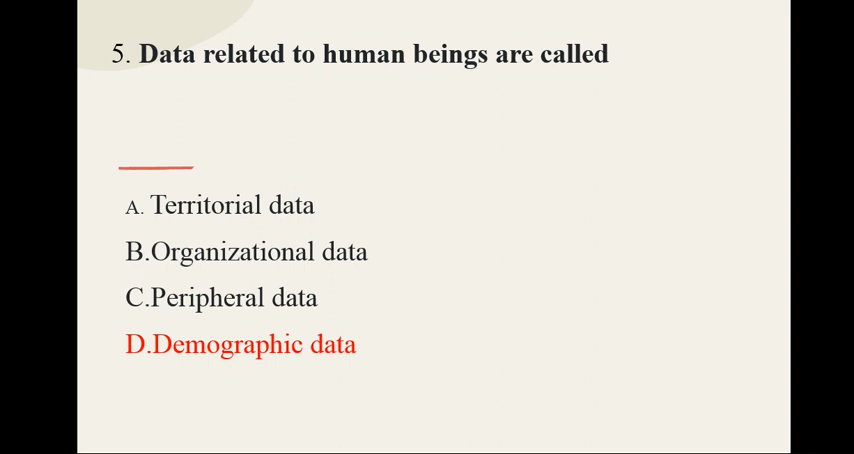 5. Data related to human beings are called
A. Territorial data
B.Organizational data
C.Peripheral data
D.Demographic data